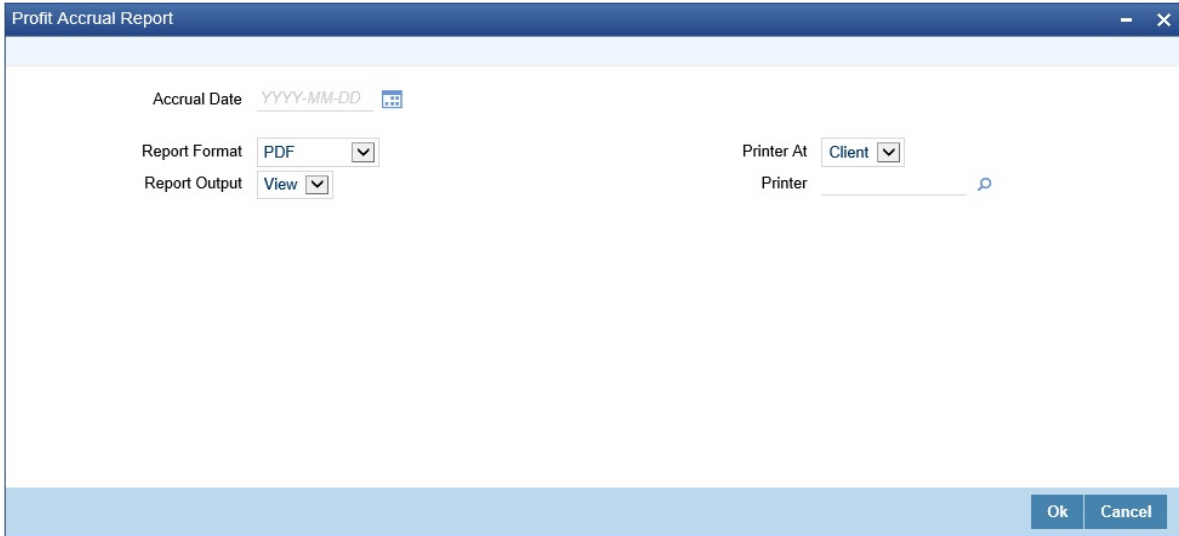 Profit Accrual Report
Accrual Date YYYY-MM-DD
Report Format PDF Printer At Client
Report Output View Printer
Ok Cancel